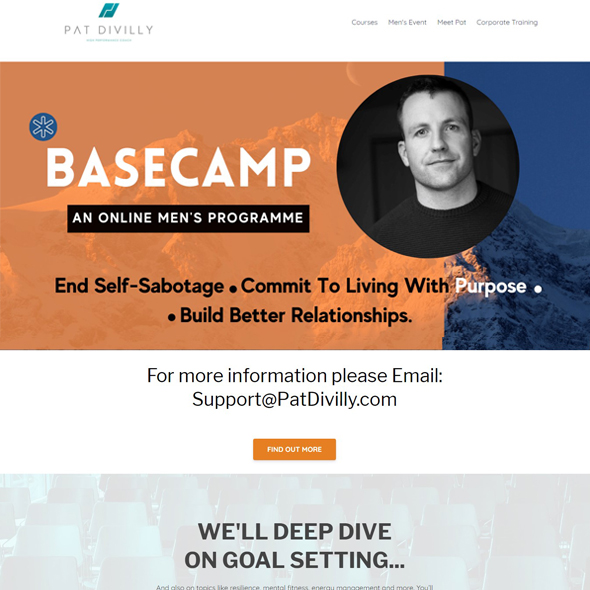 PAT DIVILLY
Courses Men's Event Meet Pat Corporate Training
BASECAMP
AN ONLINE MEN'S PROGRAMME
End Self-Sabotage • Commit To Living With Purpose •
• Build Better Relationships.
For more information please Email:
Support@PatDivilly.com
FIND OUT MORE
WE'LL DEEP DIVE
ON GOAL SETTING...
And also on topics like resilience, mental fitness, energy management and more. You'll